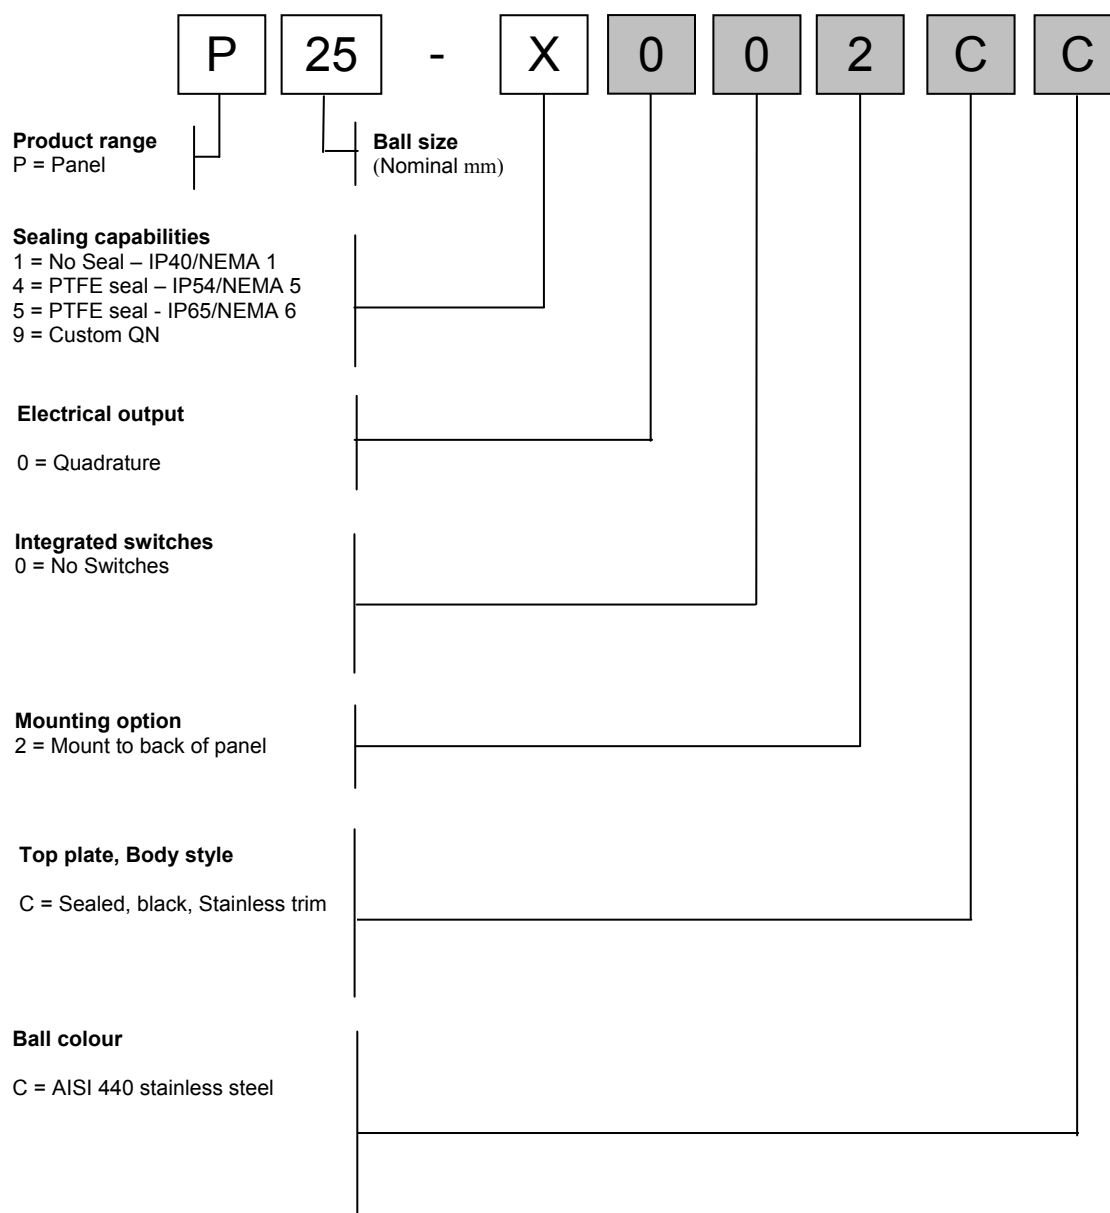 P 25 - X 0 0 2 C C
Product range
P = Panel
Ball size
(Nominal mm)
Sealing capabilities
1 = No Seal – IP40/NEMA 1
4 = PTFE seal – IP54/NEMA 5
5 = PTFE seal - IP65/NEMA 6
9 = Custom QN
Electrical output
0 = Quadrature
Integrated switches
0 = No Switches
Mounting option
2 = Mount to back of panel
Top plate, Body style
C = Sealed, black, Stainless trim
Ball colour
C = AISI 440 stainless steel